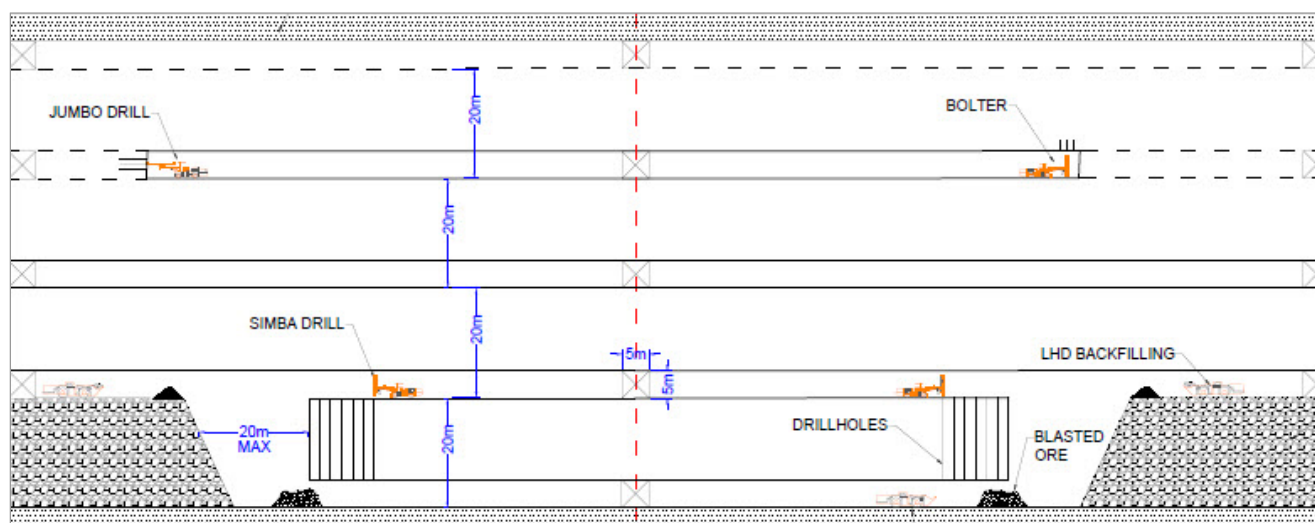 20m
JUMBO DRILL
BOLTER
20m
20m
SIMBA DRILL
5m
5m
LHD BACKFILLING
20m
MAX
20m
DRILLHOLES
BLASTED
ORE